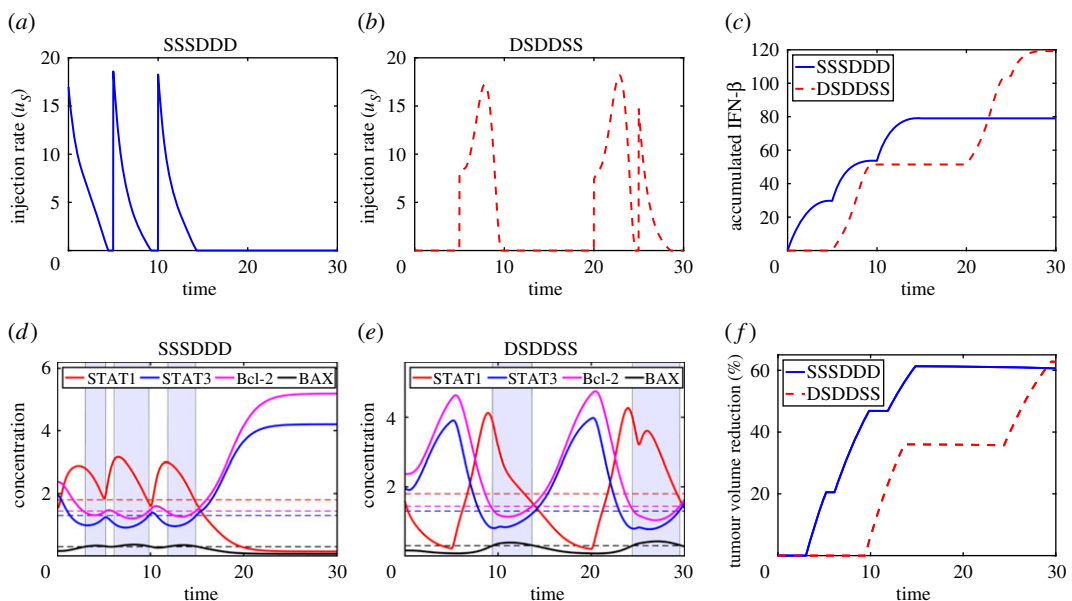 (a)
SSSDDD
injection rate (u_S)
20
15
10
5
0
0 10 20 30
time
(b)
DSDDSS
injection rate (u_S)
20
15
10
5
0
0 10 20 30
time
(c)
accumulated IFN-β
120
100
80
60
40
20
0 10 20 30
time
SSSDDD
DSDDSS
(d)
SSSDDD
concentration
6
4
2
0 10 20 30
time
STAT1 STAT3 Bcl-2 BAX
(e)
DSDDSS
concentration
4
2
0 10 20 30
time
STAT1 STAT3 Bcl-2 BAX
(f)
tumour volume reduction (%)
60
40
20
0 10 20 30
time
SSSDDD
DSDDSS